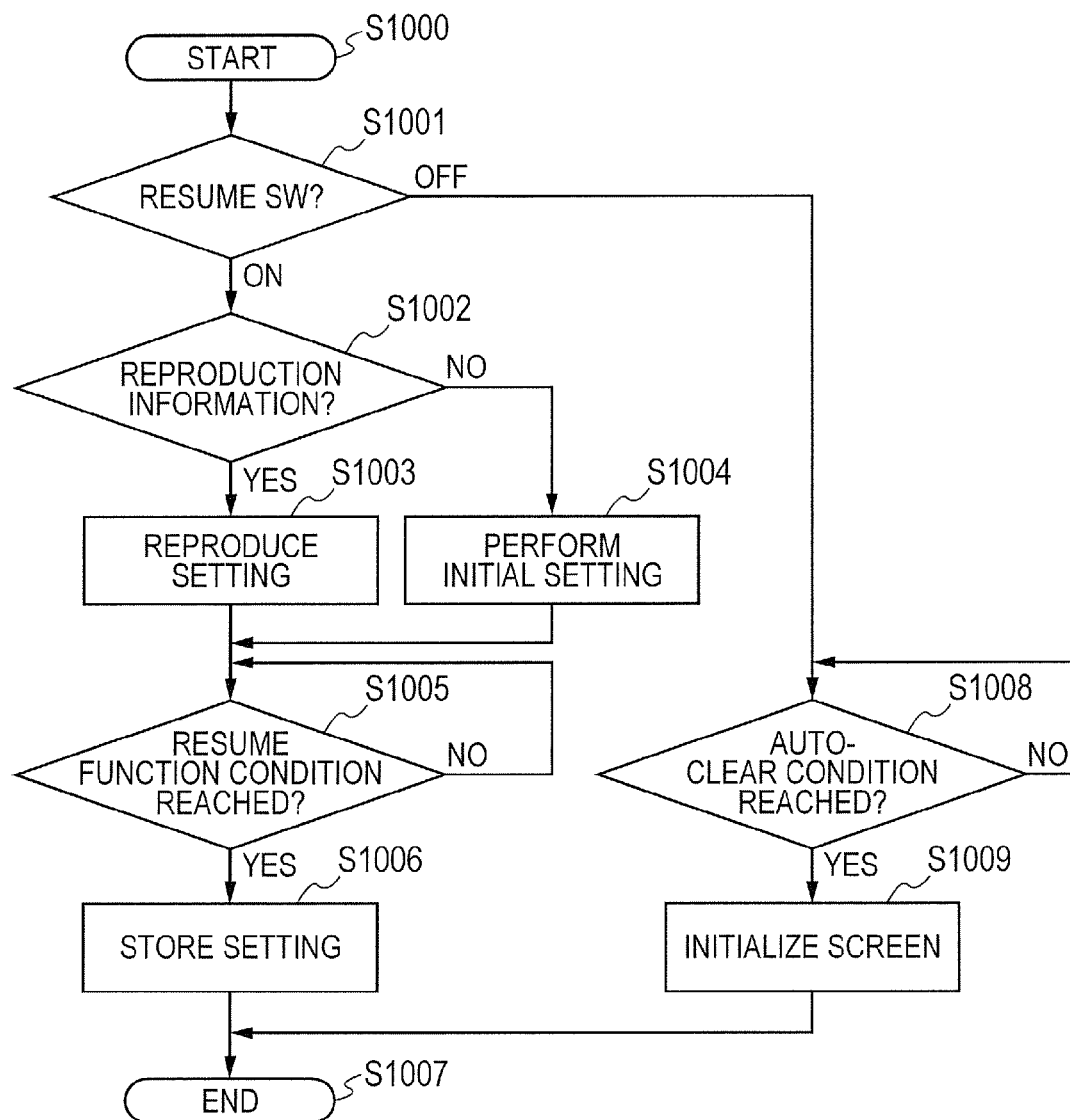 START
S1000
S1001
RESUME SW?
OFF
ON
S1002
REPRODUCTION
INFORMATION?
NO
YES
S1003
REPRODUCE
SETTING
S1004
PERFORM
INITIAL SETTING
S1005
RESUME
FUNCTION CONDITION
REACHED?
NO
YES
S1006
STORE SETTING
S1008
AUTO-
CLEAR CONDITION
REACHED?
NO
YES
S1009
INITIALIZE SCREEN
END
S1007